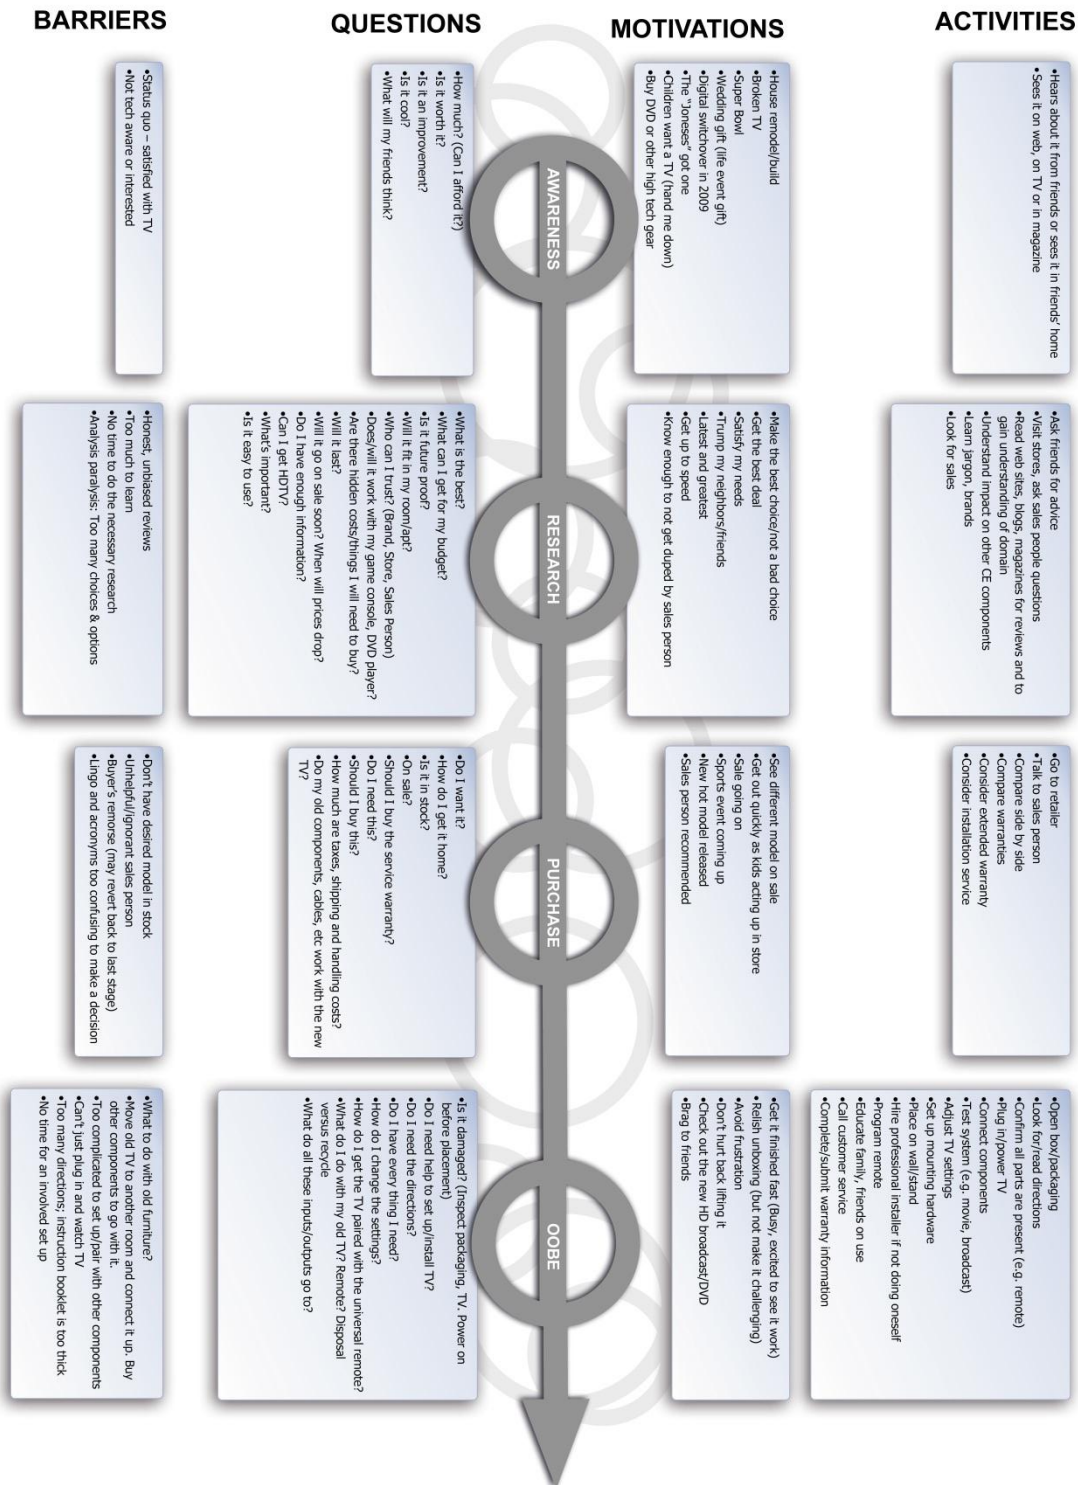 ACTIVITIES
•Hears about it from friends or sees it in friends' home
•Sees it on web, on TV or in magazine
•Ask friends for advice
•Visit stores, ask sales people questions
•Read web sites, blogs, magazines for reviews and to
gain understanding of domain
•Understand impact on other CE components
•Learn jargon, brands
•Look for sales
•Go to retailer
•Talk to sales person
•Compare side by side
•Compare warranties
•Consider extended warranty
•Consider installation service
•Open box/packaging
•Look for/read directions
•Confirm all parts are present (e.g. remote)
•Plug in/power TV
•Connect components
•Test system (e.g. movie, broadcast)
•Adjust TV settings
•Set up mounting hardware
•Place on wall/stand
•Hire professional installer if not doing oneself
•Program remote
•Educate family, friends on use
•Call customer service
•Complete/submit warranty information
MOTIVATIONS
•House remodel/build
•Broken TV
•Super Bowl
•Wedding gift (life event gift)
•Digital switchover in 2009
•The "Joneses" got one
•Children want a TV (hand me down)
•Buy DVD or other high tech gear
•Make the best choice/not a bad choice
•Get the best deal
•Satisfy my needs
•Trump my neighbors/friends
•Latest and greatest
•Get up to speed
•Know enough to not get duped by sales person
•See different model on sale
•Get out quickly as kids acting up in store
•Sale going on
•Sports event coming up
•New hot model released
•Sales person recommended
•Get it finished fast (Busy, excited to see it work)
•Relish unboxing (but not make it challenging)
•Avoid frustration
•Don't hurt back lifting it
•Check out the new HD broadcast/DVD
•Brag to friends
AWARENESS
RESEARCH
PURCHASE
OOBE
QUESTIONS
•How much? (Can I afford it?)
•Is it worth it?
•Is it an improvement?
•Is it cool?
•What will my friends think?
•What is the best?
•What can I get for my budget?
•Is it future proof?
•Will it fit in my room/apt?
•Who can I trust? (Brand, Store, Sales Person)
•Does/will it work with my game console, DVD player?
•Are there hidden costs/things I will need to buy?
•Will it last?
•Will it go on sale soon? When will prices drop?
•Do I have enough information?
•Can I get HDTV?
•What's important?
•Is it easy to use?
•Do I want it?
•How do I get it home?
•Is it in stock?
•On sale?
•Should I buy the service warranty?
•Do I need this?
•Should I buy this?
•How much are taxes, shipping and handling costs?
•Do my old components, cables, etc work with the new
TV?
•Is it damaged? (Inspect packaging, TV. Power on
before placement)
•Do I need help to set up/install TV?
•Do I need the directions?
•Do I have every thing I need?
•How do I change the settings?
•How do I get the TV paired with the universal remote?
•What do I do with my old TV? Remote? Disposal
versus recycle
•What do all these inputs/outputs go to?
BARRIERS
•Status quo – satisfied with TV
•Not tech aware or interested
•Honest, unbiased reviews
•Too much to learn
•No time to do the necessary research
•Analysis paralysis: Too many choices & options
•Don't have desired model in stock
•Unhelpful/ignorant sales person
•Buyer's remorse (may revert back to last stage)
•Lingo and acronyms too confusing to make a decision
•What to do with old furniture?
•Move old TV to another room and connect it up. Buy
other components to go with it.
•Too complicated to set up/pair with other components
•Can't just plug in and watch TV
•Too many directions; instruction booklet is too thick
•No time for an involved set up